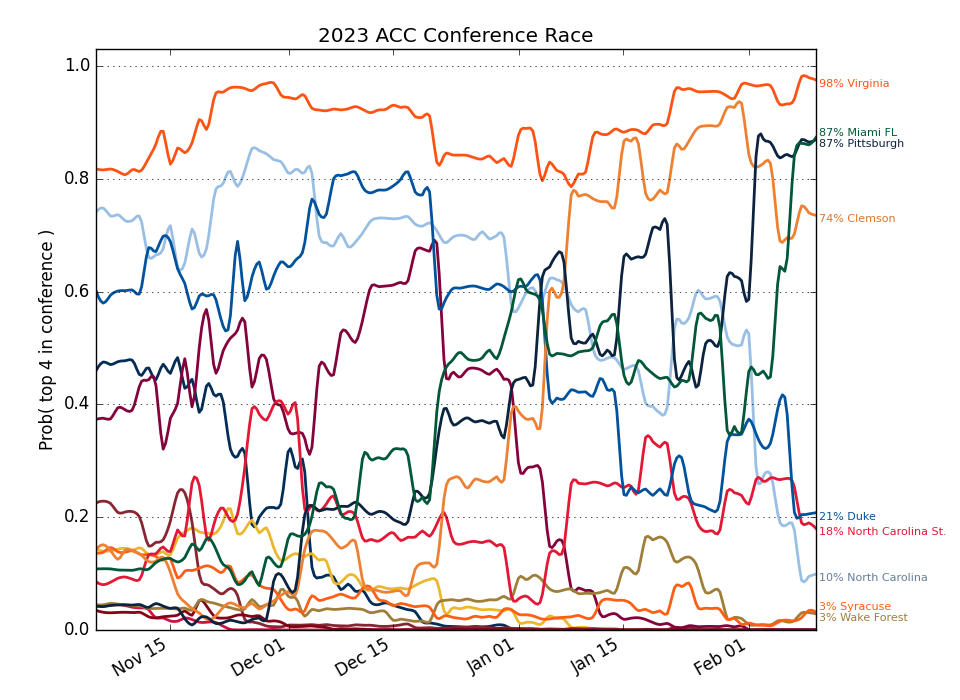 2023 ACC Conference Race
Prob( top 4 in conference )
1.0
0.8
0.6
0.4
0.2
0.0
98% Virginia
87% Miami FL
87% Pittsburgh
74% Clemson
21% Duke
18% North Carolina St.
10% North Carolina
3% Syracuse
3% Wake Forest
Nov 15
Dec 01
Dec 15
Jan 01
Jan 15
Feb 01